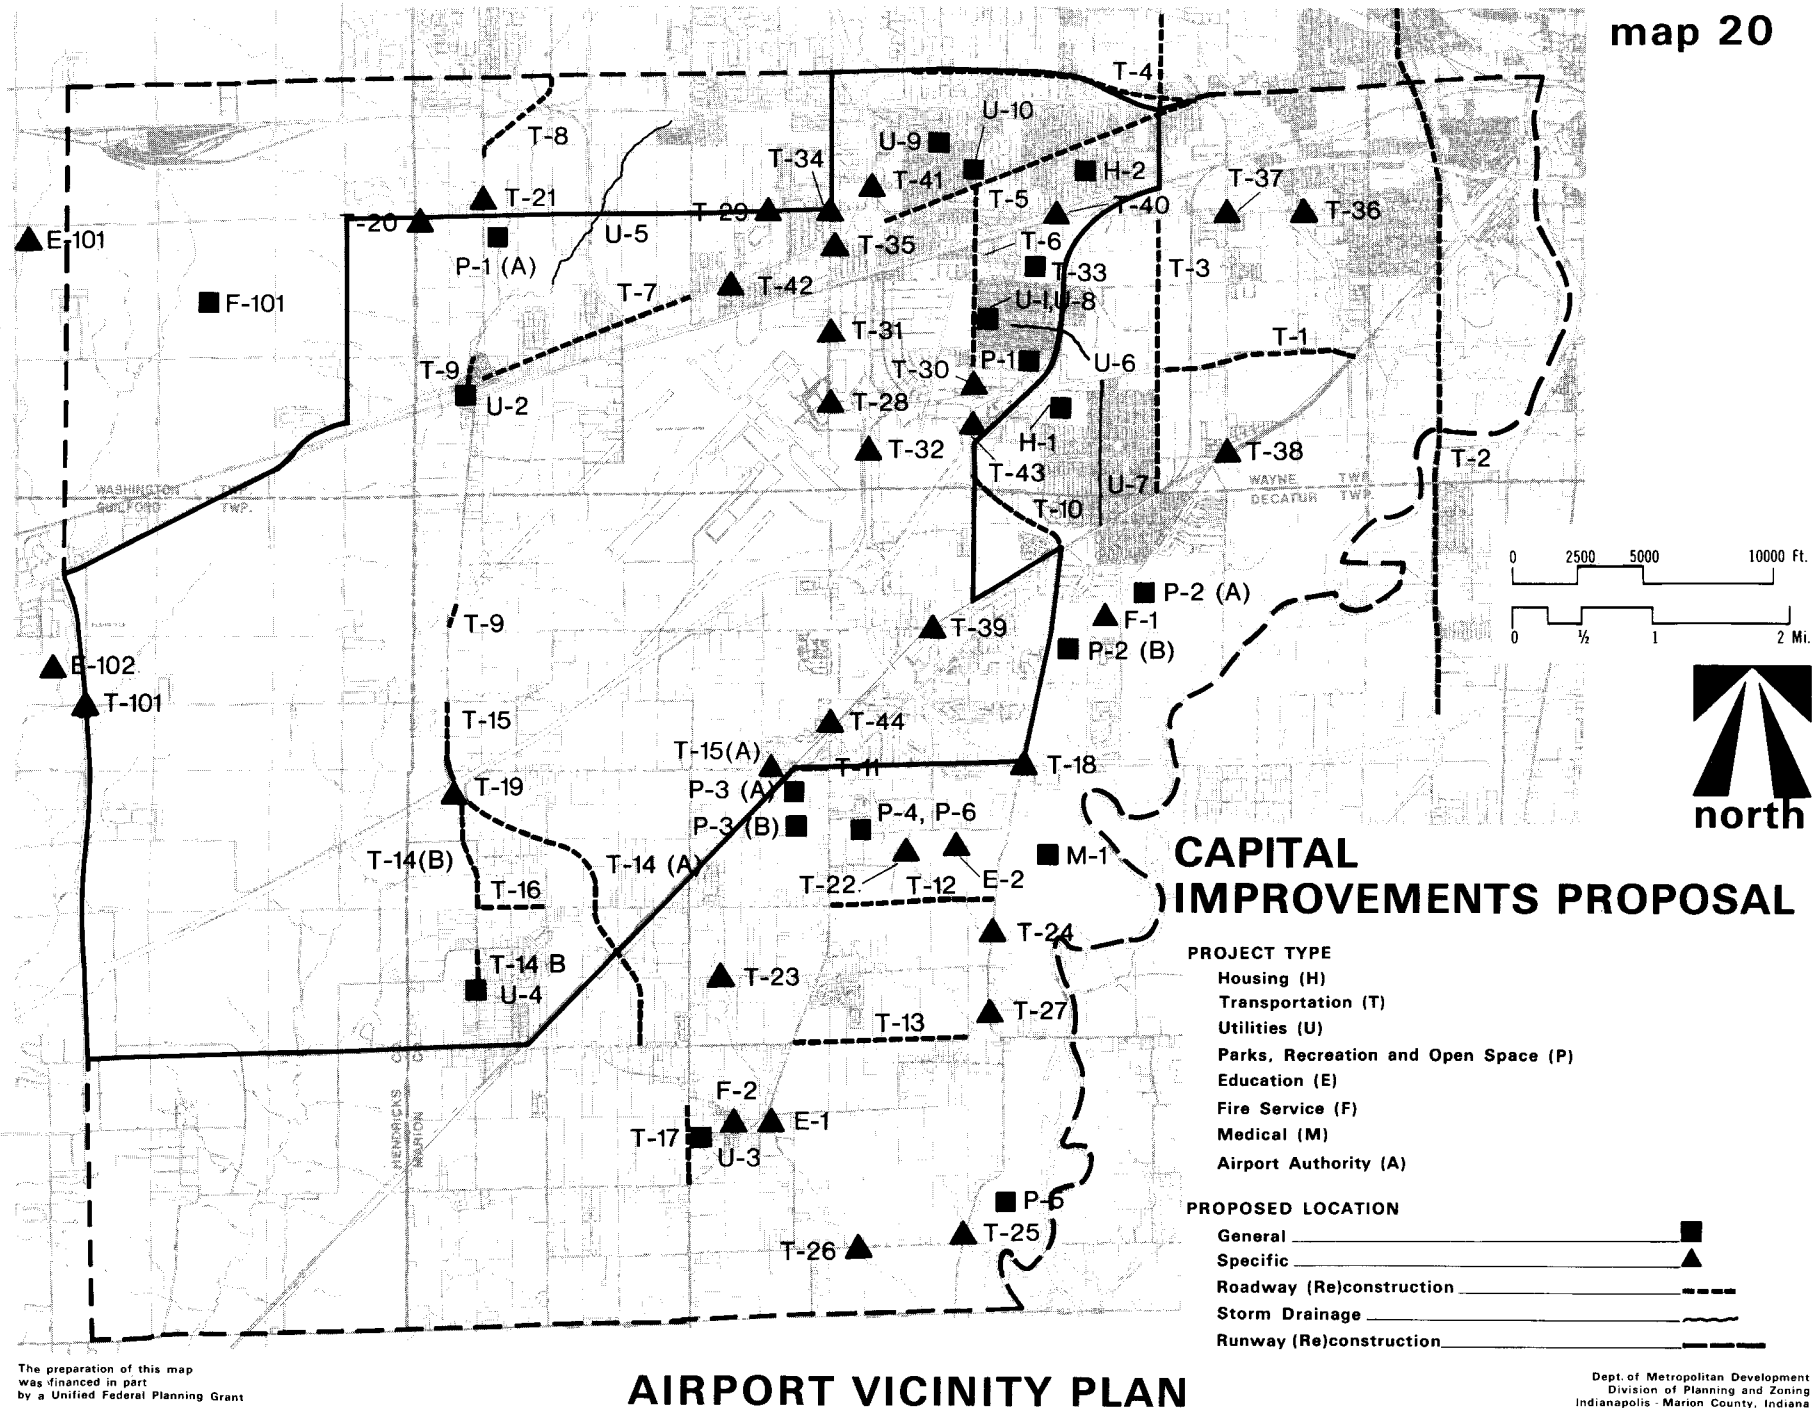 map 20
T-4
U-10
T-8
U-9
T-34
T-41
H-2
T-37
T-21
T-5
T-29
-20
T-40
T-36
U-5
E-101
T-6
T-35
P-1 (A)
T-33
T-3
T-42
T-7
F-101
U-1,U-8
T-31
T-1
P-1
U-6
T-9
T-30
U-2
T-28
H-1
T-32
T-38
T-2
T-43
WASHINGTON TWP.
GUILFORD TWP.
WAYNE TWP.
DECATUR TWP.
U-7
T-10
0 2500 5000 10000 Ft.
0 ½ 1 2 Mi.
P-2 (A)
F-1
T-9
T-39
P-2 (B)
E-102
T-101
T-15
T-44
T-15(A)
T-11
T-18
T-19
P-3 (A)
north
P-4, P-6
P-3 (B)
T-14(B)
T-14 (A)
M-1
T-22
T-12
E-2
T-16
T-24
T-14 B
U-4
T-23
T-27
T-13
HENDRICKS CO.
MARION CO.
F-2
E-1
T-17
U-3
P-5
T-25
T-26
CAPITAL
IMPROVEMENTS PROPOSAL
PROJECT TYPE
Housing (H)
Transportation (T)
Utilities (U)
Parks, Recreation and Open Space (P)
Education (E)
Fire Service (F)
Medical (M)
Airport Authority (A)
PROPOSED LOCATION
General
Specific
Roadway (Re)construction
Storm Drainage
Runway (Re)construction
The preparation of this map
was financed in part
by a Unified Federal Planning Grant
AIRPORT VICINITY PLAN
Dept. of Metropolitan Development
Division of Planning and Zoning
Indianapolis - Marion County, Indiana